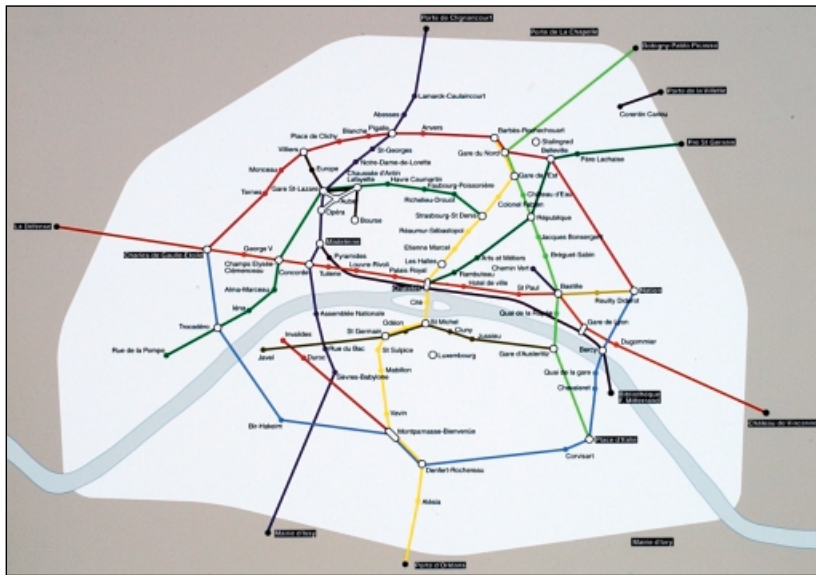 Porte de Clignancourt
Porte de La Chapelle
Bobigny-Pablo Picasso
Porte de la Villette
Corentin Cariou
Lamarck-Caulaincourt
Abesses
Pigalle
Anvers
Blanche
Place de Clichy
Barbès-Rochechouart
Stalingrad
Villiers
St-Georges
Gare du Nord
Belleville
Père Lachaise
Europe
Notre-Dame-de-Lorette
Monceau
Chaussée d'Antin
Lafayette
Havre Caumartin
Gare de l'Est
Gare St-Lazare
Faubourg-Poissonière
Château-d'Eau
Ternes
Auber
Richelieu-Drouot
Colonel Fabien
Opéra
Bourse
Strasbourg-St Denis
République
La Défense
Réaumur-Sébastopol
Jacques Bonsergent
Madeleine
Etienne Marcel
Charles de Gaulle-Etoile
George V
Pyramides
Arts et Métiers
Bréguet-Sabin
Champs Elysée
Clémenceau
Concorde
Louvre-Rivoli
Les Halles
Chemin Vert
Tuilerie
Palais Royal
Rambuteau
Alma-Marceau
Hotel de ville
St Paul
Bastille
Nation
Reuilly Diderot
Iéna
Cité
Quai de la Rapée
Trocadéro
Assemblée Nationale
Odéon
St Michel
Gare de Lyon
Invalides
St Germain
Cluny
Jussieu
Dugommier
Rue de la Pompe
Javel
Rue du Bac
St Sulpice
Luxembourg
Gare d'Austerlitz
Bercy
Duroc
Mabillon
Quai de la gare
Sèvres-Babylone
Chevaleret
Bibliothèque
F. Mitterrand
Vavin
Château de Vincennes
Bir-Hakeim
Montparnasse-Bienvenüe
Place d'Italie
Denfert-Rochereau
Corvisart
Alésia
Mairie d'Issy
Mairie d'Ivry
Porte d'Orléans